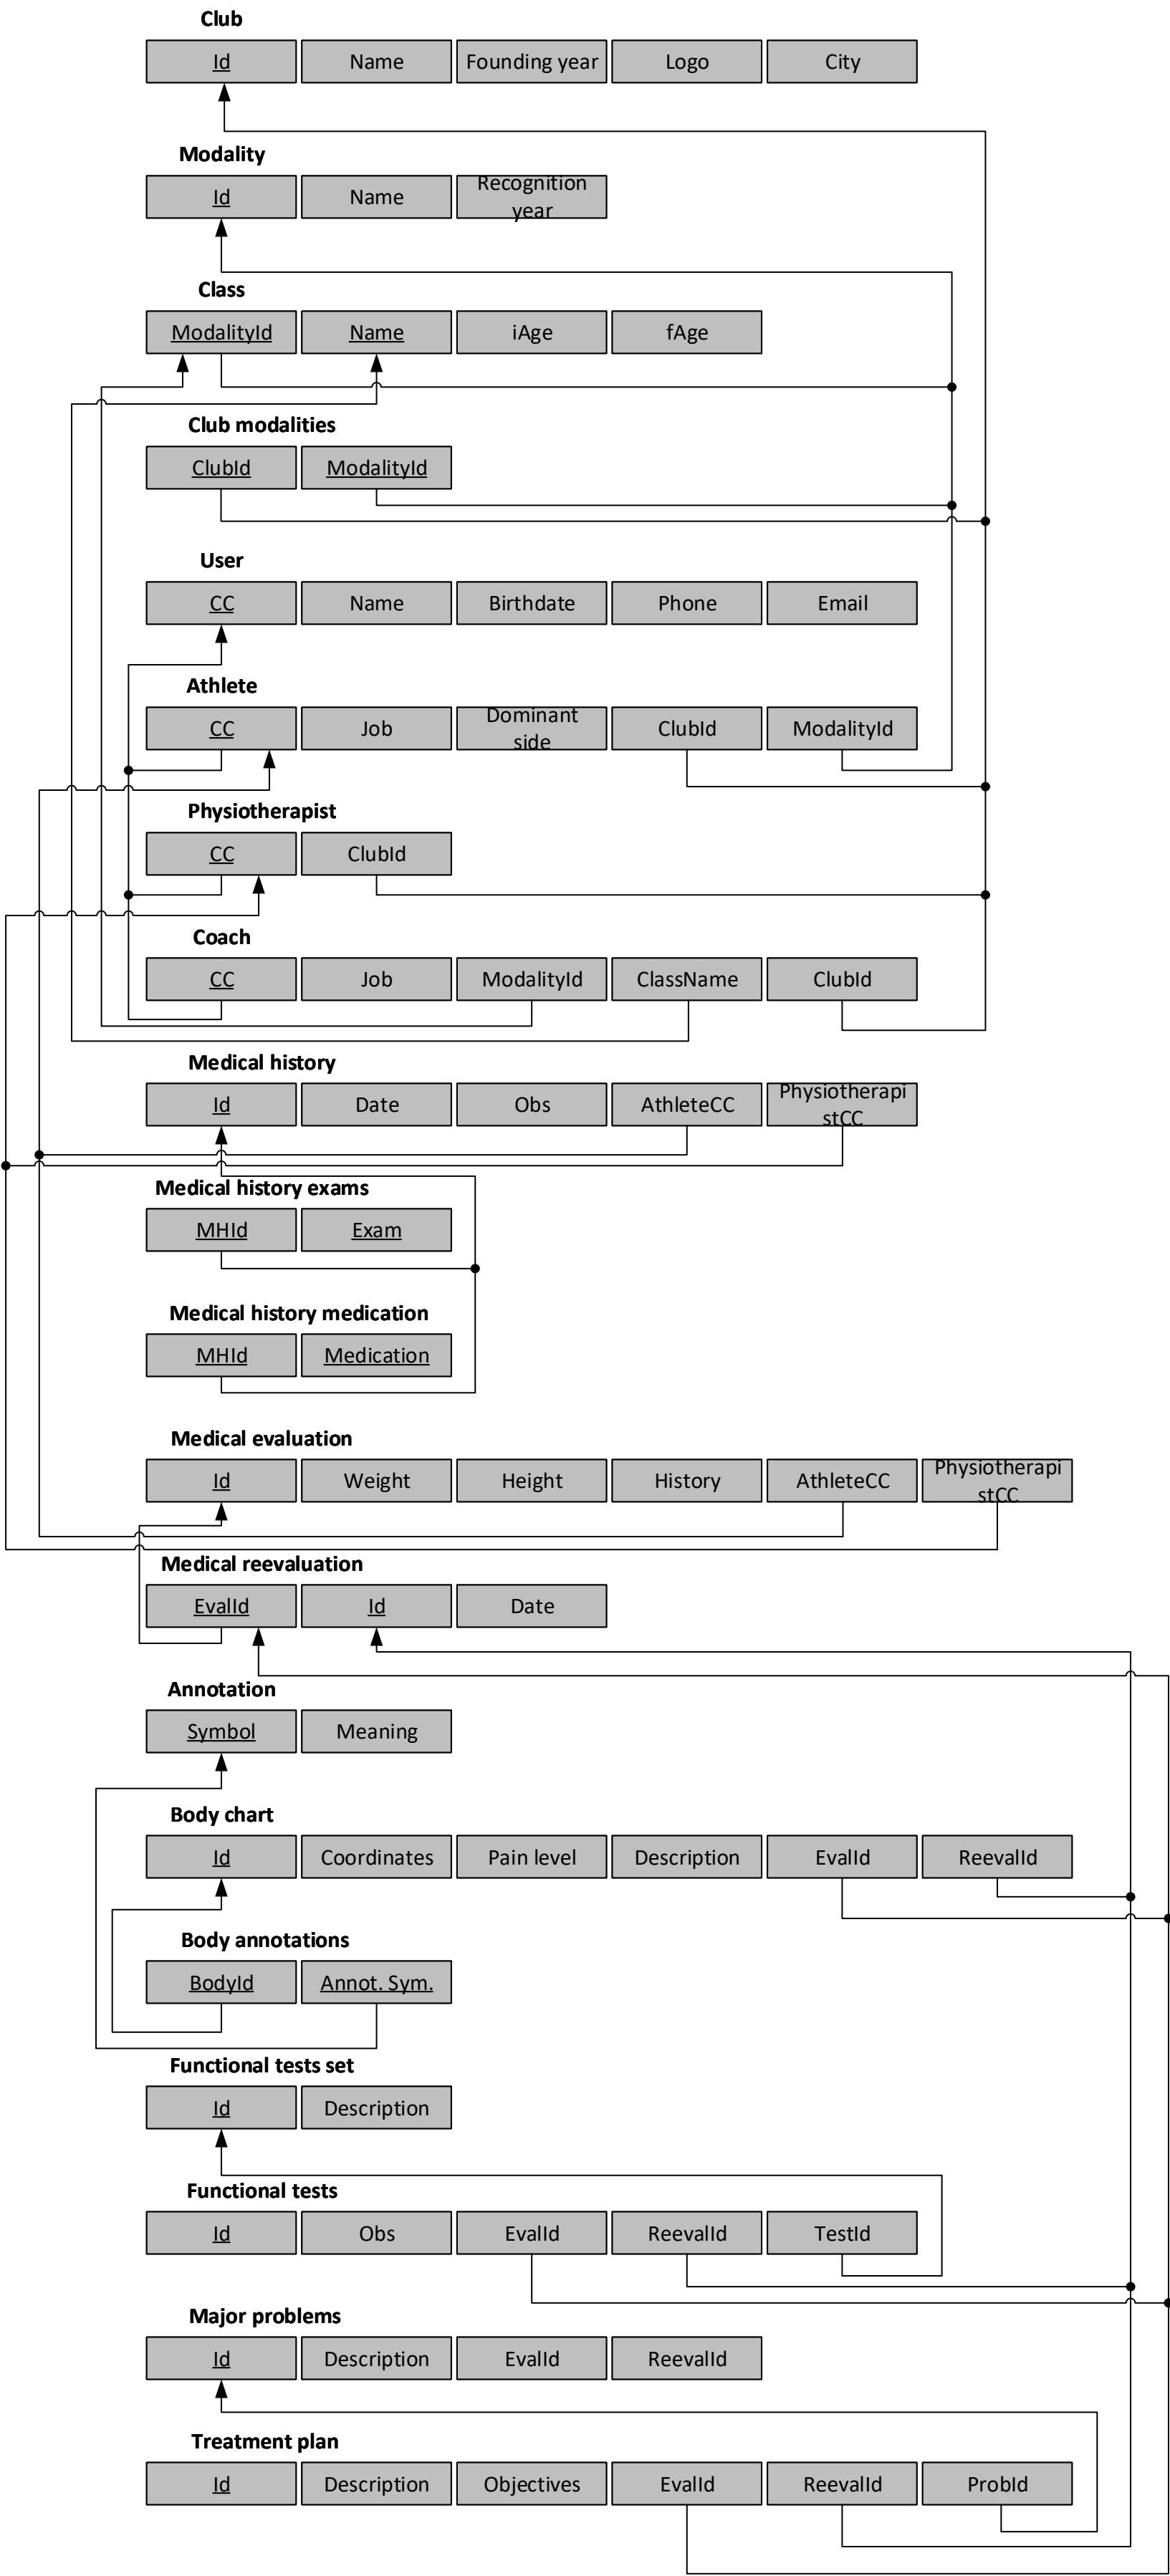 Club
Id Name Founding year Logo City
Modality
Id Name Recognition
year
Class
ModalityId Name iAge fAge
Club modalities
ClubId ModalityId
User
CC Name Birthdate Phone Email
Athlete
CC Job Dominant
side ClubId ModalityId
Physiotherapist
CC ClubId
Coach
CC Job ModalityId ClassName ClubId
Medical history
Id Date Obs AthleteCC Physiotherapi
stCC
Medical history exams
MHId Exam
Medical history medication
MHId Medication
Medical evaluation
Id Weight Height History AthleteCC Physiotherapi
stCC
Medical reevaluation
EvalId Id Date
Annotation
Symbol Meaning
Body chart
Id Coordinates Pain level Description EvalId ReevalId
Body annotations
BodyId Annot. Sym.
Functional tests set
Id Description
Functional tests
Id Obs EvalId ReevalId TestId
Major problems
Id Description EvalId ReevalId
Treatment plan
Id Description Objectives EvalId ReevalId ProbId